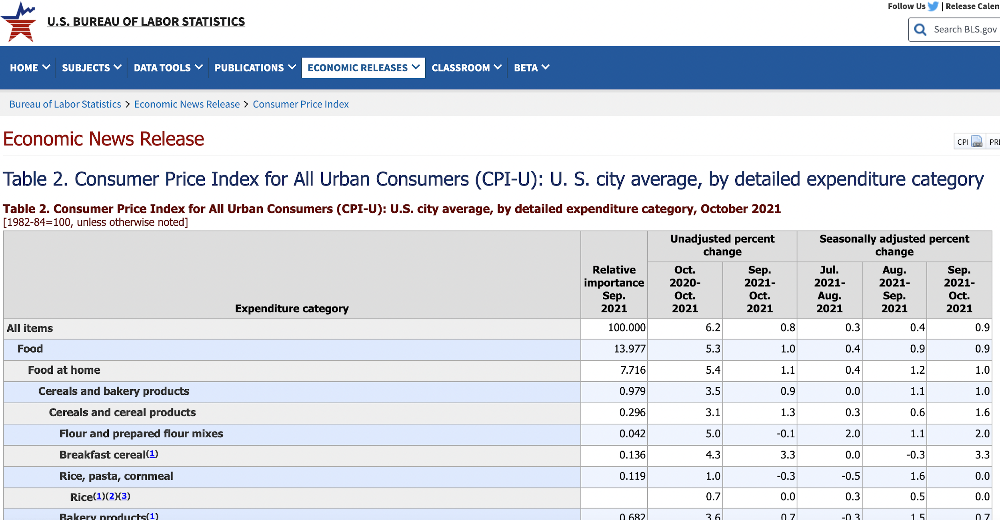 Follow Us | Release Calen
U.S. BUREAU OF LABOR STATISTICS
Search BLS.gov
HOME SUBJECTS DATA TOOLS PUBLICATIONS ECONOMIC RELEASES CLASSROOM BETA
Bureau of Labor Statistics > Economic News Release > Consumer Price Index
Economic News Release
CPI PRI
Table 2. Consumer Price Index for All Urban Consumers (CPI-U): U. S. city average, by detailed expenditure category
Table 2. Consumer Price Index for All Urban Consumers (CPI-U): U.S. city average, by detailed expenditure category, October 2021
[1982-84=100, unless otherwise noted]
Expenditure category
Relative
importance
Sep.
2021
Unadjusted percent
change
Seasonally adjusted percent
change
Oct.
2020-
Oct.
2021
Sep.
2021-
Oct.
2021
Jul.
2021-
Aug.
2021
Aug.
2021-
Sep.
2021
Sep.
2021-
Oct.
2021
All items 100.000 6.2 0.8 0.3 0.4 0.9
Food 13.977 5.3 1.0 0.4 0.9 0.9
Food at home 7.716 5.4 1.1 0.4 1.2 1.0
Cereals and bakery products 0.979 3.5 0.9 0.0 1.1 1.0
Cereals and cereal products 0.296 3.1 1.3 0.3 0.6 1.6
Flour and prepared flour mixes 0.042 5.0 -0.1 2.0 1.1 2.0
Breakfast cereal(1) 0.136 4.3 3.3 0.0 -0.3 3.3
Rice, pasta, cornmeal 0.119 1.0 -0.3 -0.5 1.6 0.0
Rice(1)(2)(3) 0.7 0.0 0.3 0.5 0.0
Bakery products(1) 0.682 3.6 0.7 -0.3 1.5 0.7